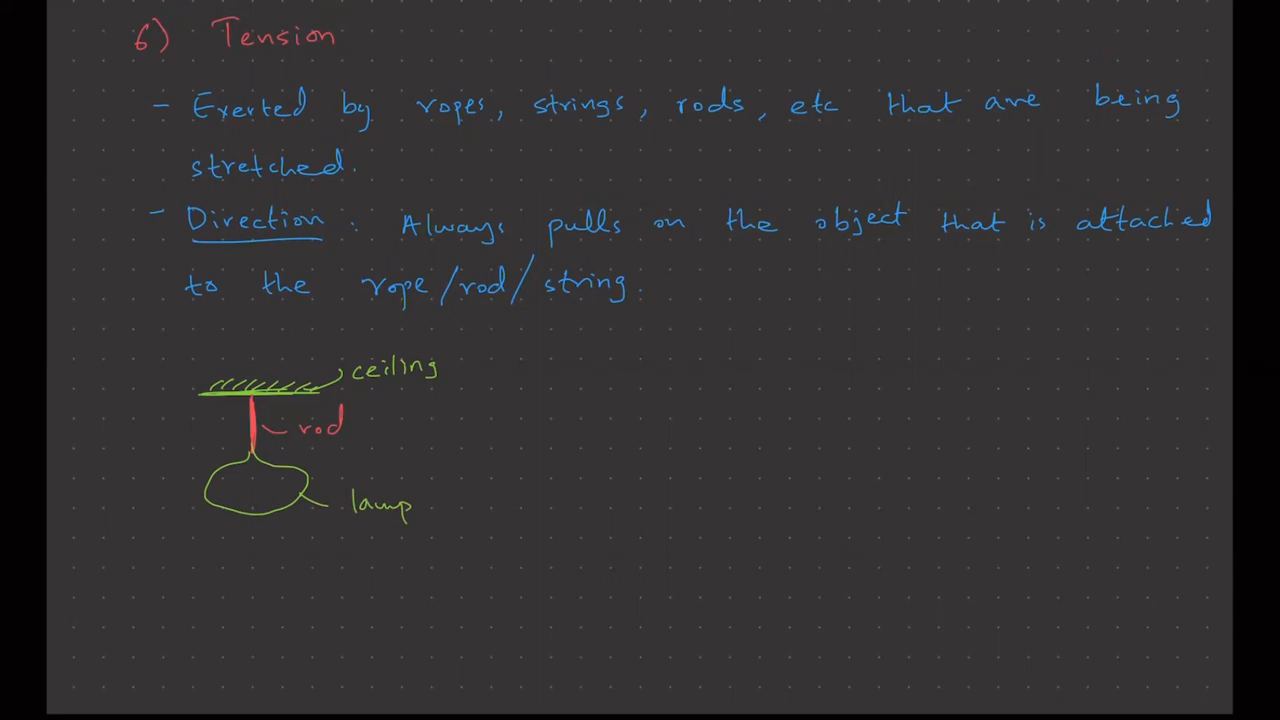 6) Tension
- Exerted by ropes, strings, rods, etc that are being
stretched.
- Direction : Always pulls on the object that is attached
to the rope/rod/string.
ceiling
rod
lamp